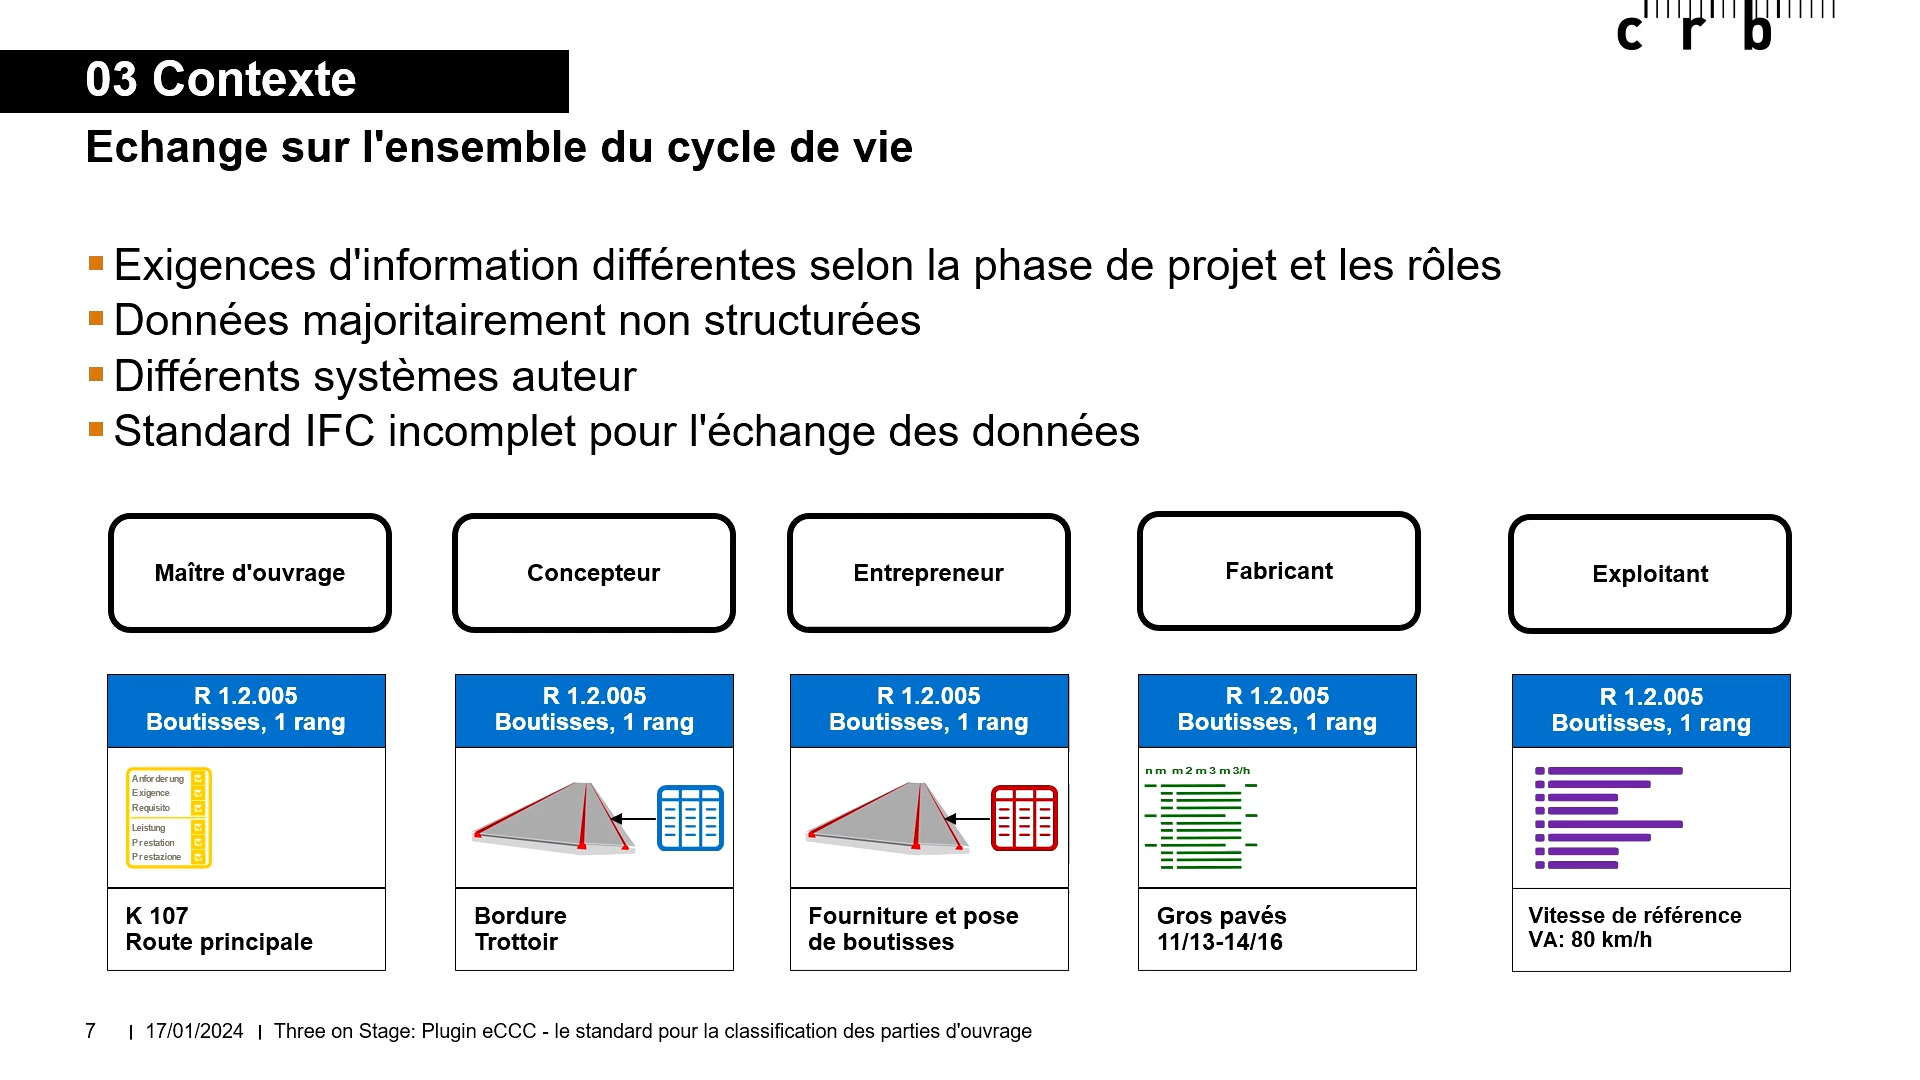 crb
03 Contexte
Echange sur l'ensemble du cycle de vie
Exigences d'information différentes selon la phase de projet et les rôles
Données majoritairement non structurées
Différents systèmes auteur
Standard IFC incomplet pour l'échange des données
Maître d'ouvrage
Concepteur
Entrepreneur
Fabricant
Exploitant
R 1.2.005
Boutisses, 1 rang
R 1.2.005
Boutisses, 1 rang
R 1.2.005
Boutisses, 1 rang
R 1.2.005
Boutisses, 1 rang
R 1.2.005
Boutisses, 1 rang
Anforderung
Exigence
Requisito
Leistung
Prestation
Prestazione
n m m 2 m 3 m 3/h
K 107
Route principale
Bordure
Trottoir
Fourniture et pose
de boutisses
Gros pavés
11/13-14/16
Vitesse de référence
VA: 80 km/h
7 | 17/01/2024 | Three on Stage: Plugin eCCC - le standard pour la classification des parties d'ouvrage